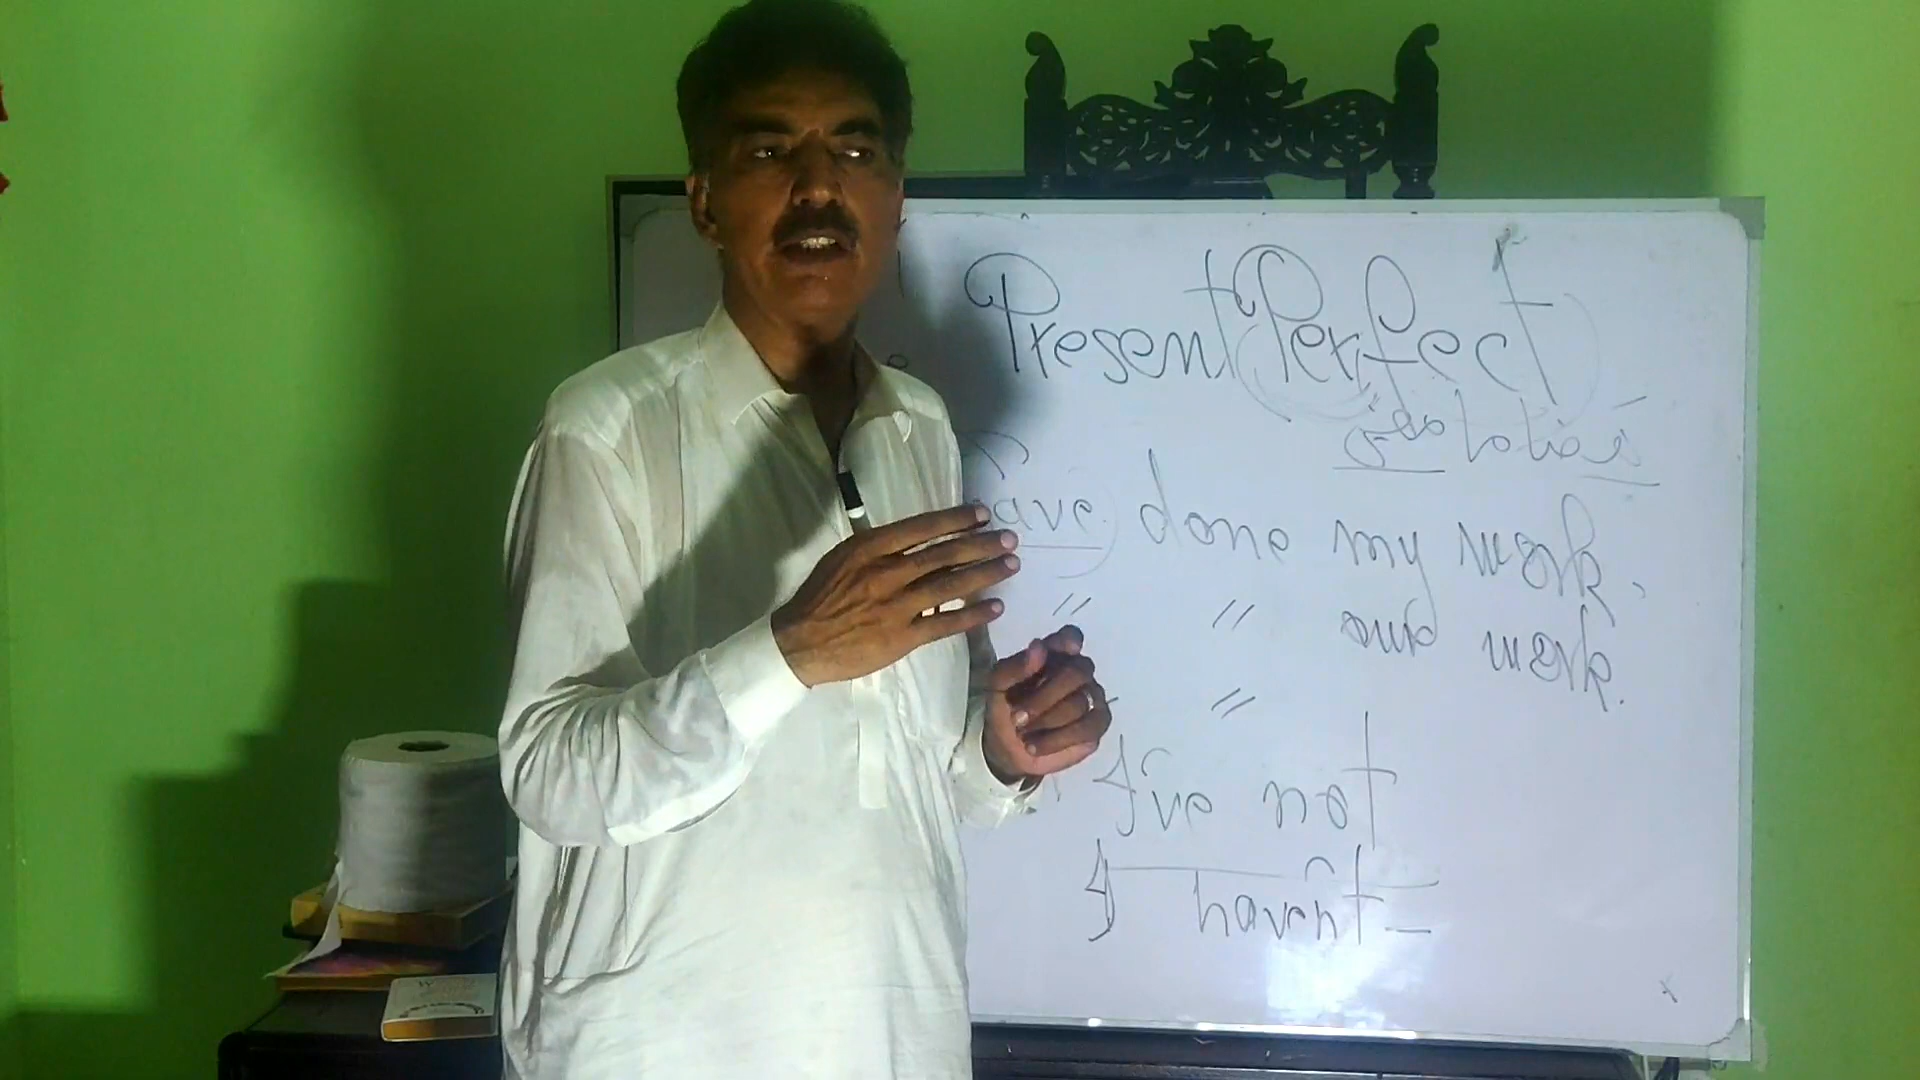 Present Perfect
have done my work.
" " our work.
"
I've not
I haven't